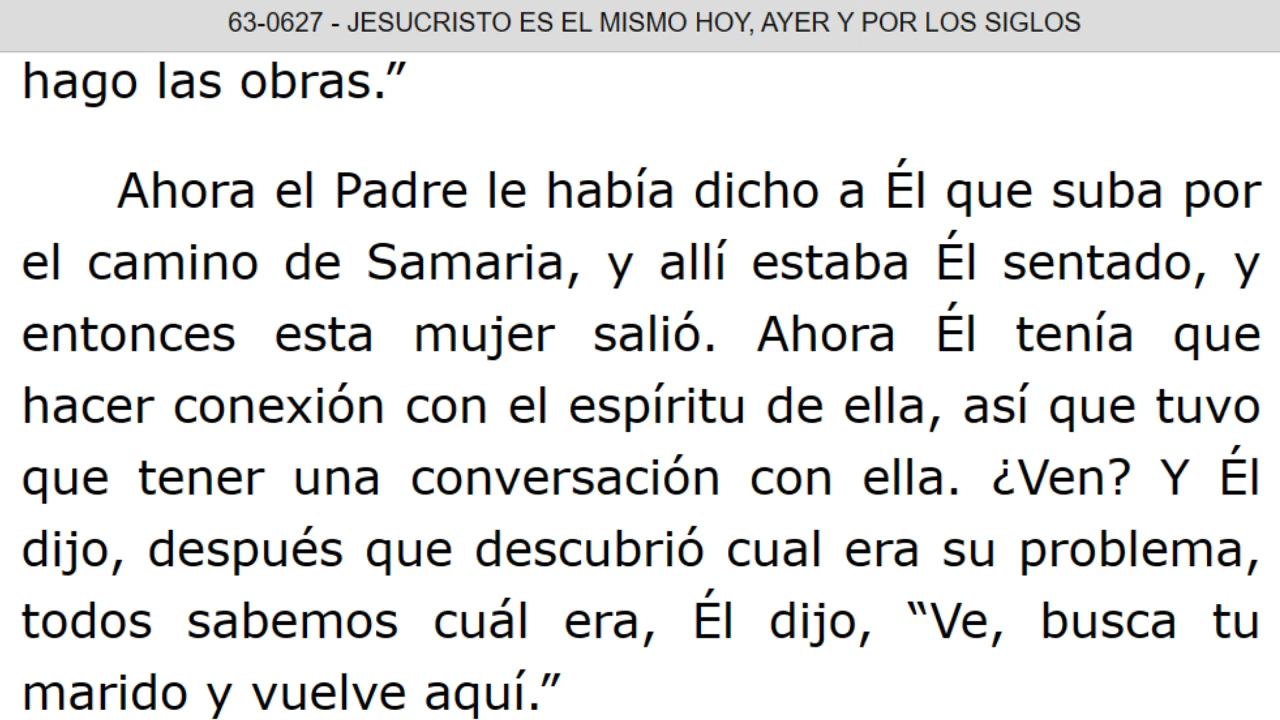 63-0627 - JESUCRISTO ES EL MISMO HOY, AYER Y POR LOS SIGLOS
hago las obras.”
Ahora el Padre le había dicho a Él que suba por
el camino de Samaria, y allí estaba Él sentado, y
entonces esta mujer salió. Ahora Él tenía que
hacer conexión con el espíritu de ella, así que tuvo
que tener una conversación con ella. ¿Ven? Y Él
dijo, después que descubrió cual era su problema,
todos sabemos cuál era, Él dijo, “Ve, busca tu
marido y vuelve aquí.”